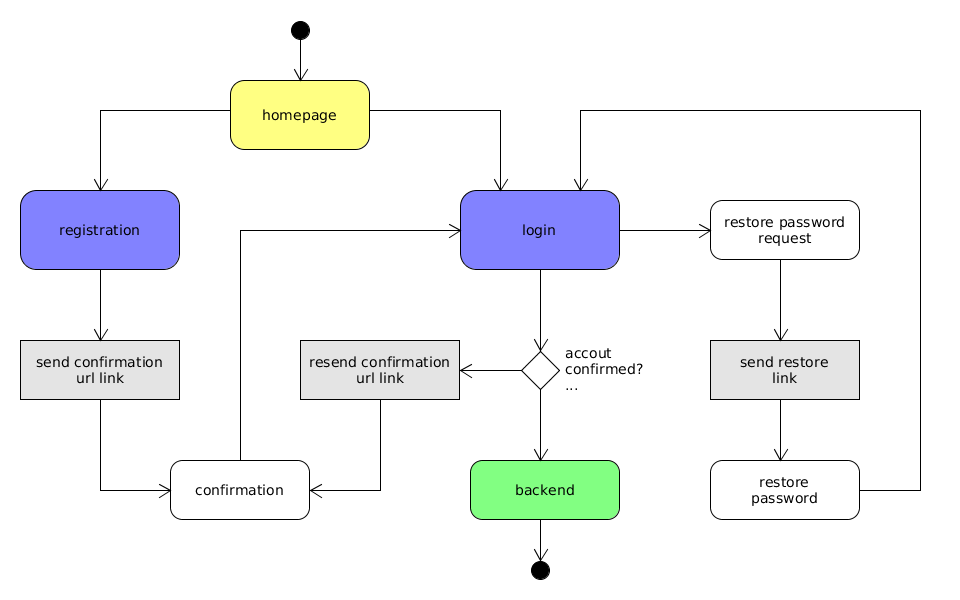 homepage
registration
login
restore password
request
send confirmation
url link
resend confirmation
url link
accout
confirmed?
...
send restore
link
confirmation
backend
restore
password